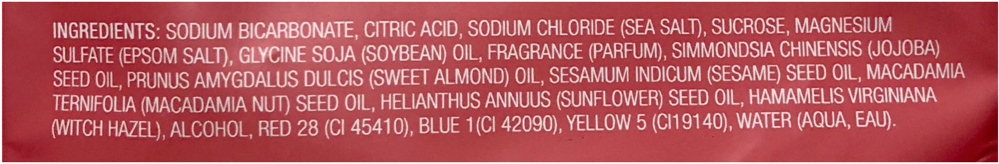 INGREDIENTS: SODIUM BICARBONATE, CITRIC ACID, SODIUM CHLORIDE (SEA SALT), SUCROSE, MAGNESIUM
SULFATE (EPSOM SALT), GLYCINE SOJA (SOYBEAN) OIL, FRAGRANCE (PARFUM), SIMMONDSIA CHINENSIS (JOJOBA)
SEED OIL, PRUNUS AMYGDALUS DULCIS (SWEET ALMOND) OIL, SESAMUM INDICUM (SESAME) SEED OIL, MACADAMIA
TERNIFOLIA (MACADAMIA NUT) SEED OIL, HELIANTHUS ANNUUS (SUNFLOWER) SEED OIL, HAMAMELIS VIRGINIANA
(WITCH HAZEL), ALCOHOL, RED 28 (CI 45410), BLUE 1(CI 42090), YELLOW 5 (CI19140), WATER (AQUA, EAU).